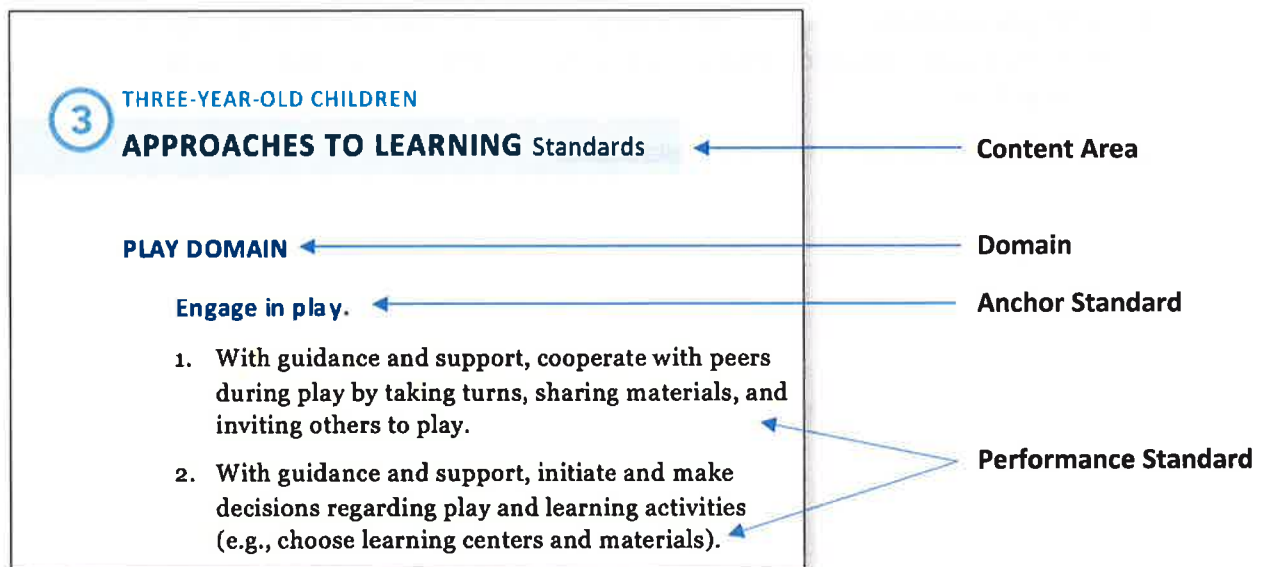 3
THREE-YEAR-OLD CHILDREN
APPROACHES TO LEARNING Standards
Content Area
PLAY DOMAIN
Domain
Engage in play.
Anchor Standard
1. With guidance and support, cooperate with peers
during play by taking turns, sharing materials, and
inviting others to play.
Performance Standard
2. With guidance and support, initiate and make
decisions regarding play and learning activities
(e.g., choose learning centers and materials).